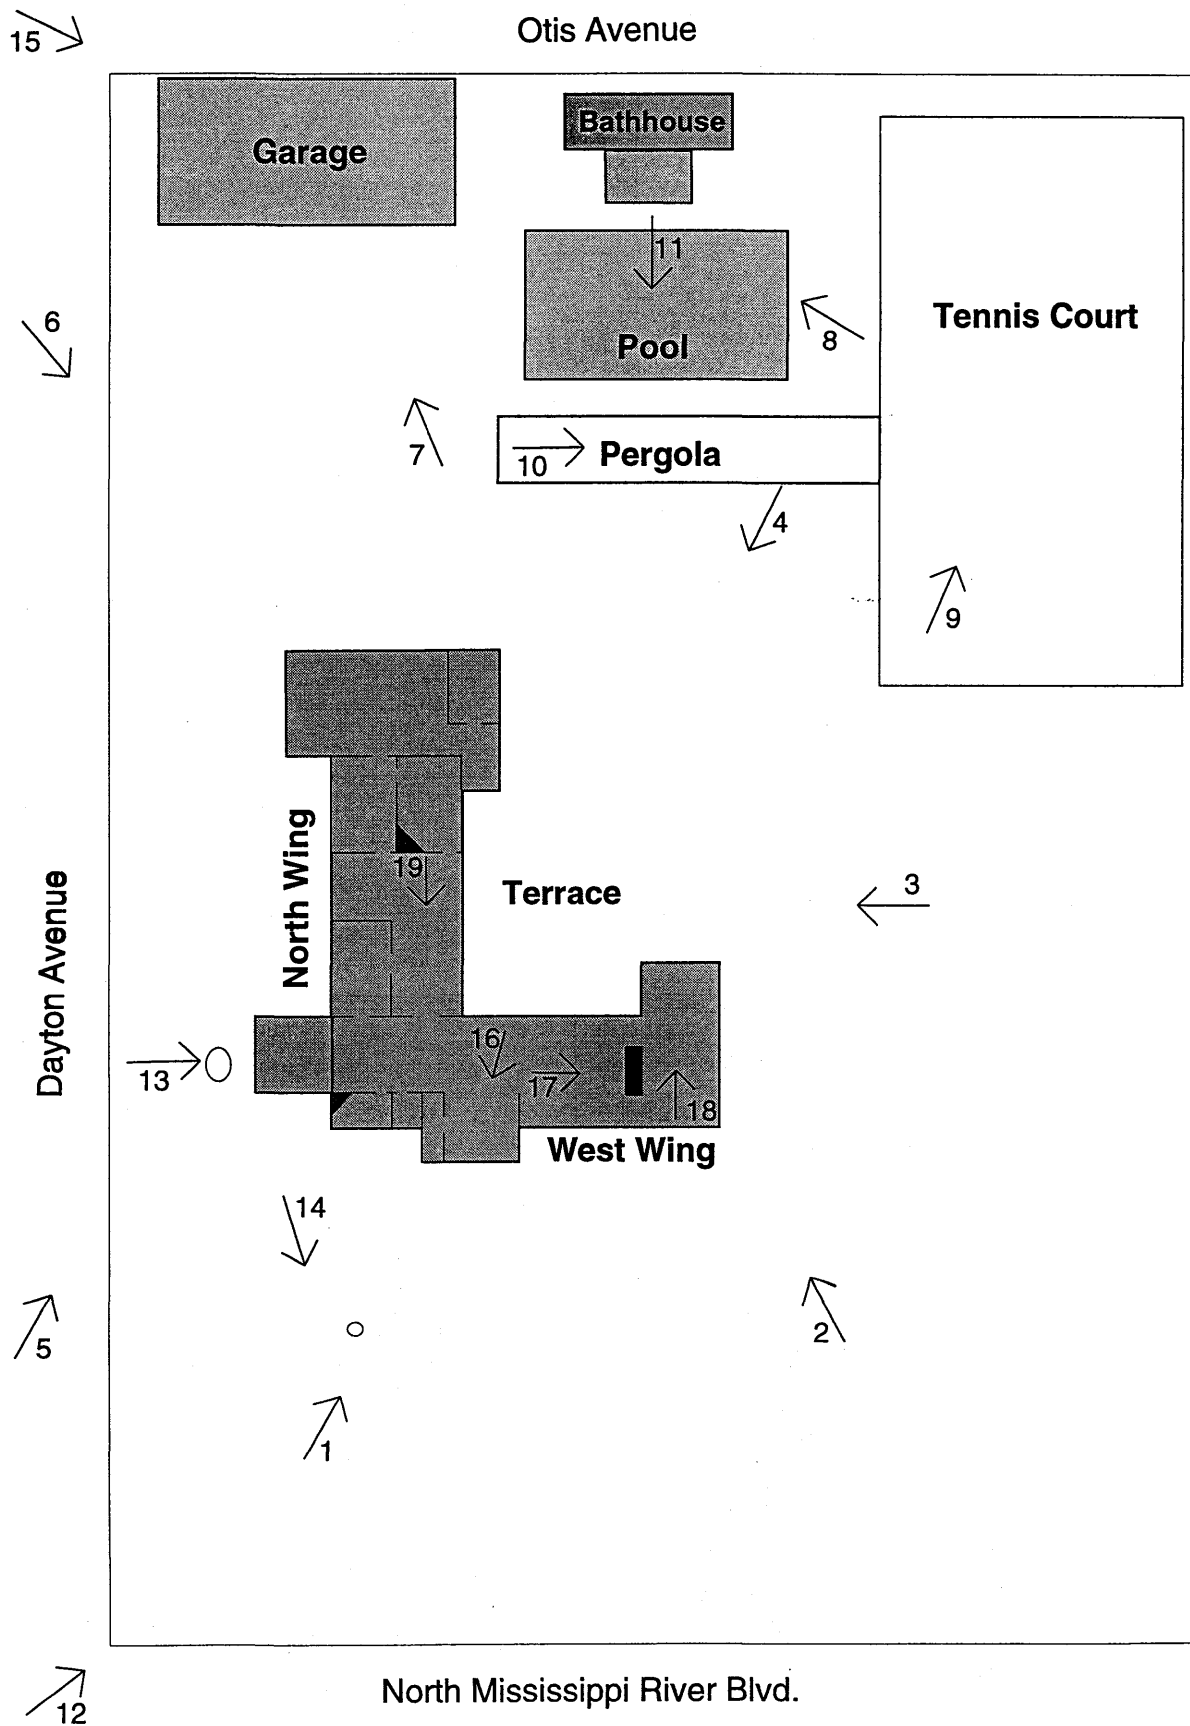 15
Otis Avenue
Bathhouse
Garage
11
6
Tennis Court
8
Pool
7
10
Pergola
4
9
19
North Wing
Terrace
3
Dayton Avenue
16
13
17
18
West Wing
14
5
2
1
12
North Mississippi River Blvd.